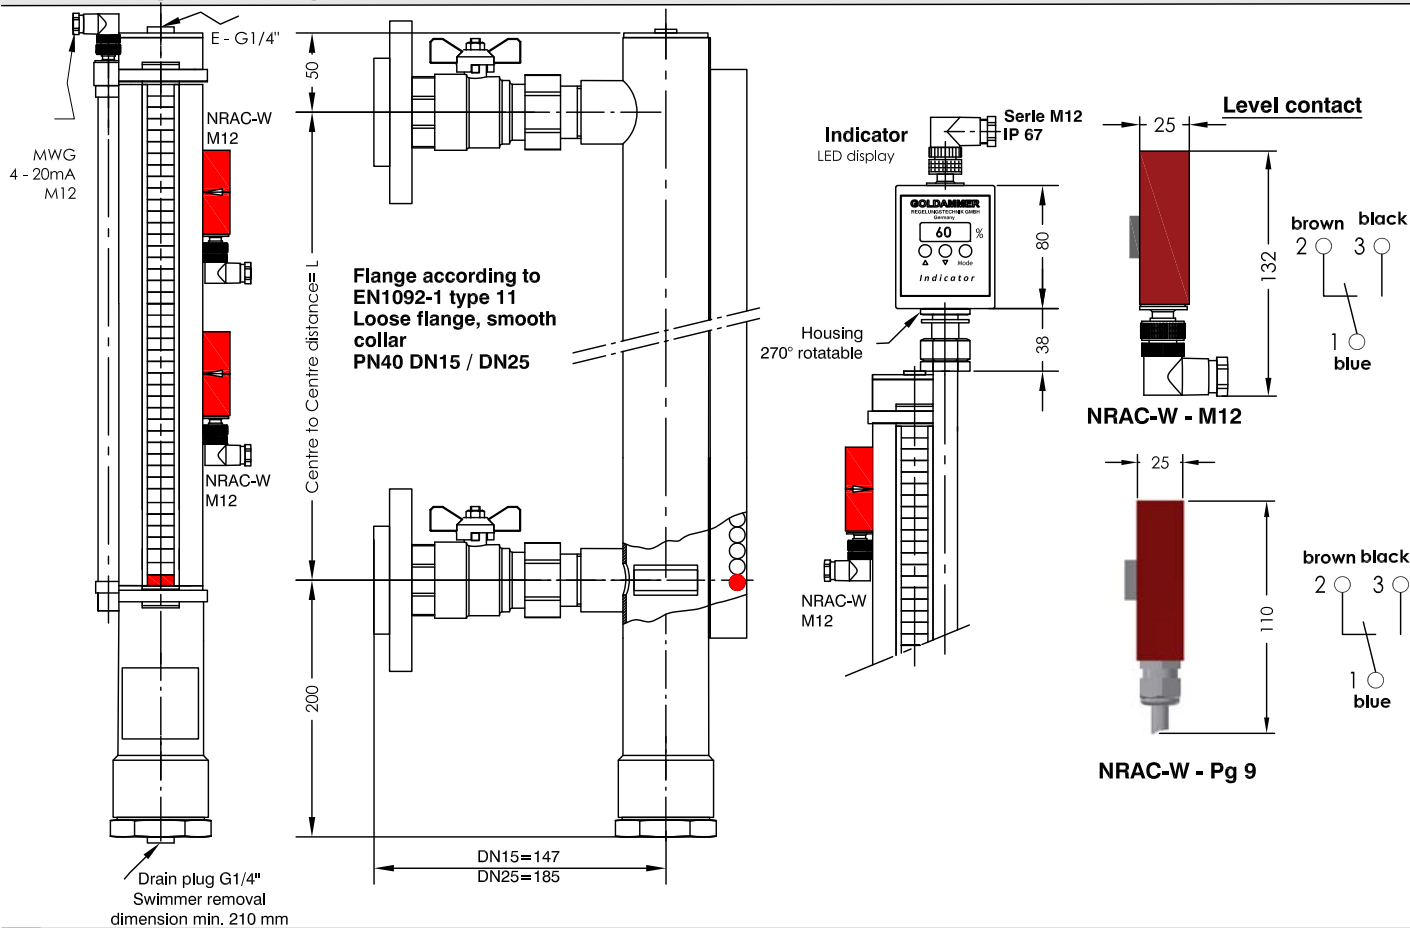 E - G1/4"
NRAC-W
M12
MWG
4 - 20mA
M12
NRAC-W
M12
Drain plug G1/4"
Swimmer removal
dimension min. 210 mm
50
Centre to Centre distance= L
200
Flange according to
EN1092-1 type 11
Loose flange, smooth
collar
PN40 DN15 / DN25
DN15=147
DN25=185
Indicator
LED display
Serie M12
IP 67
GOLDAMMER
REGELUNGSTECHNIK GMBH
Germany
60 %
Mode
Indicator
80
38
Housing
270° rotatable
NRAC-W
M12
Level contact
25
132
brown black
2 3
1
blue
NRAC-W - M12
25
110
brown black
2 3
1
blue
NRAC-W - Pg 9